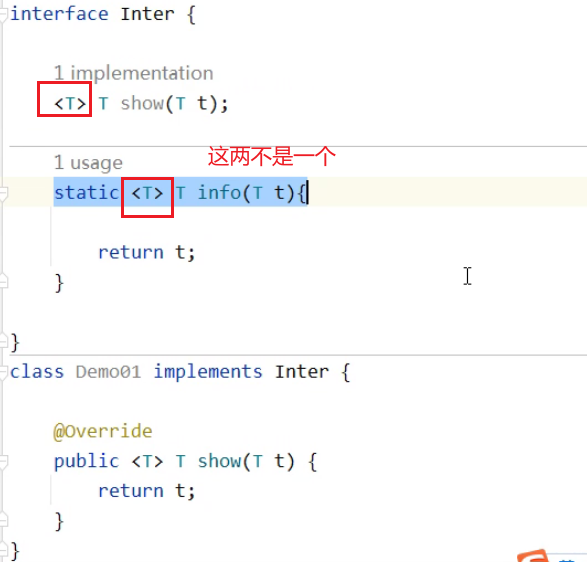 interface Inter {
1 implementation
<T> T show(T t);
这两不是一个
1 usage
static <T> T info(T t){
return t;
}
}
class Demo01 implements Inter {
@Override
public <T> T show(T t) {
return t;
}
}